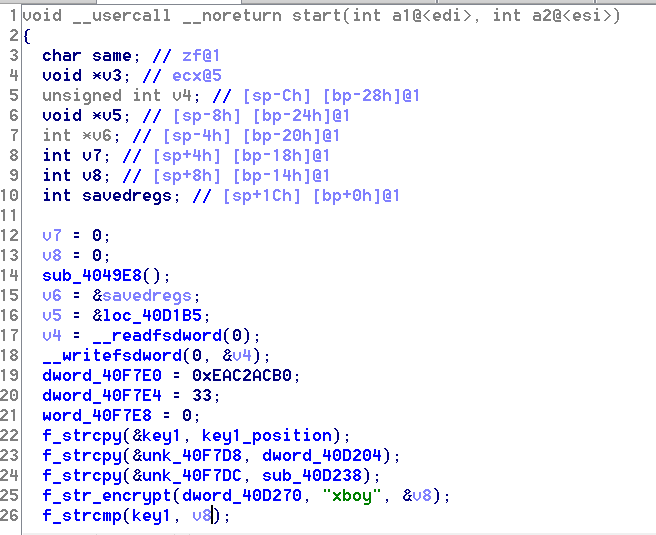 1 void __usercall __noreturn start(int a1@<edi>, int a2@<esi>)
2 {
3 char same; // zf@1
4 void *v3; // ecx@5
5 unsigned int v4; // [sp-Ch] [bp-28h]@1
6 void *v5; // [sp-8h] [bp-24h]@1
7 int *v6; // [sp-4h] [bp-20h]@1
8 int v7; // [sp+4h] [bp-18h]@1
9 int v8; // [sp+8h] [bp-14h]@1
10 int savedregs; // [sp+1Ch] [bp+0h]@1
11
12 v7 = 0;
13 v8 = 0;
14 sub_4049E8();
15 v6 = &savedregs;
16 v5 = &loc_40D1B5;
17 v4 = __readfsdword(0);
18 __writefsdword(0, &v4);
19 dword_40F7E0 = 0xEAC2ACB0;
20 dword_40F7E4 = 33;
21 word_40F7E8 = 0;
22 f_strcpy(&key1, key1_position);
23 f_strcpy(&unk_40F7D8, dword_40D204);
24 f_strcpy(&unk_40F7DC, sub_40D238);
25 f_str_encrypt(dword_40D270, "xboy", &v8);
26 f_strcmp(key1, v8);